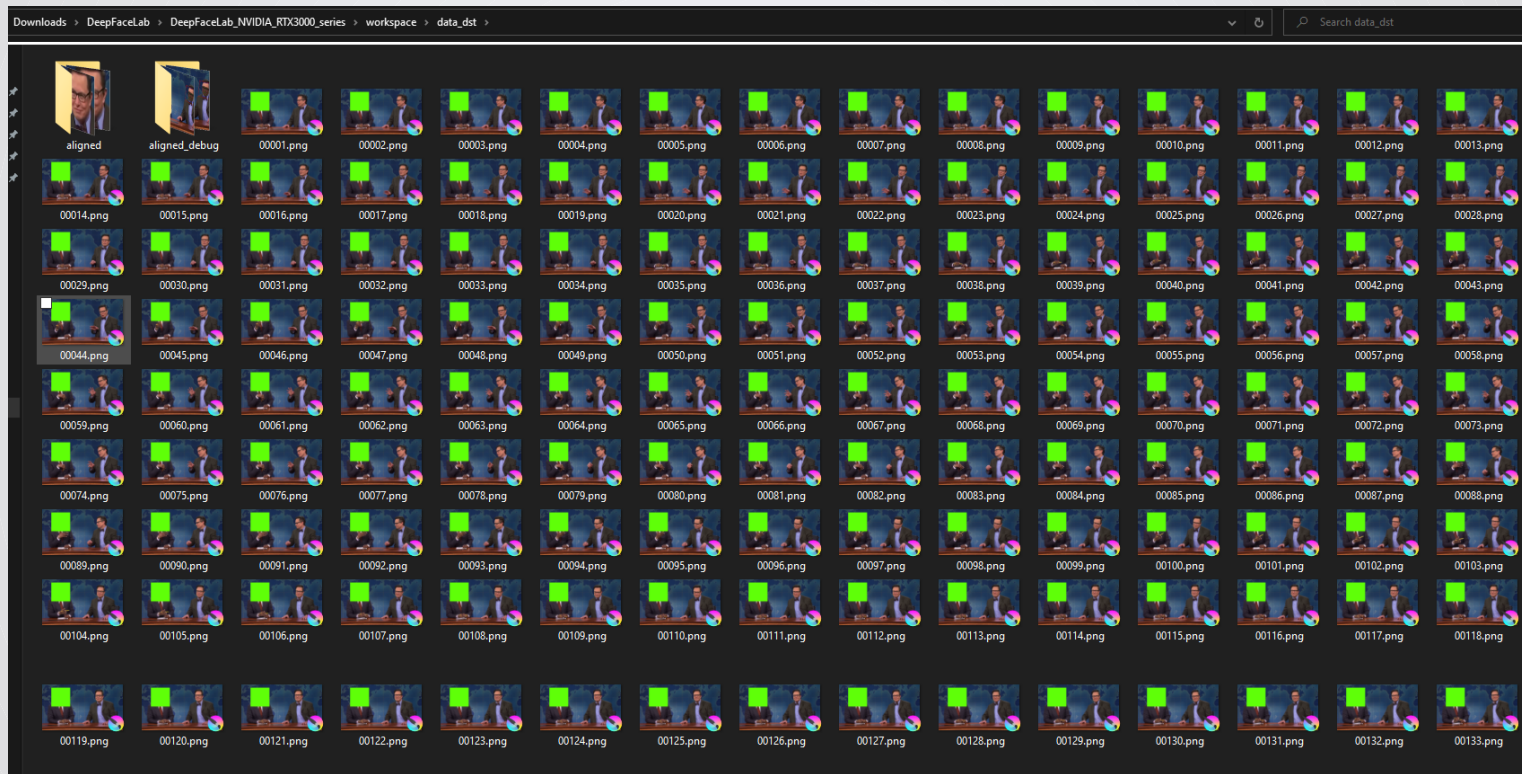 Downloads > DeepFaceLab > DeepFaceLab_NVIDIA_RTX3000_series > workspace > data_dst >
Search data_dst
aligned aligned_debug 00001.png 00002.png 00003.png 00004.png 00005.png 00006.png 00007.png 00008.png 00009.png 00010.png 00011.png 00012.png 00013.png
00014.png 00015.png 00016.png 00017.png 00018.png 00019.png 00020.png 00021.png 00022.png 00023.png 00024.png 00025.png 00026.png 00027.png 00028.png
00029.png 00030.png 00031.png 00032.png 00033.png 00034.png 00035.png 00036.png 00037.png 00038.png 00039.png 00040.png 00041.png 00042.png 00043.png
00044.png 00045.png 00046.png 00047.png 00048.png 00049.png 00050.png 00051.png 00052.png 00053.png 00054.png 00055.png 00056.png 00057.png 00058.png
00059.png 00060.png 00061.png 00062.png 00063.png 00064.png 00065.png 00066.png 00067.png 00068.png 00069.png 00070.png 00071.png 00072.png 00073.png
00074.png 00075.png 00076.png 00077.png 00078.png 00079.png 00080.png 00081.png 00082.png 00083.png 00084.png 00085.png 00086.png 00087.png 00088.png
00089.png 00090.png 00091.png 00092.png 00093.png 00094.png 00095.png 00096.png 00097.png 00098.png 00099.png 00100.png 00101.png 00102.png 00103.png
00104.png 00105.png 00106.png 00107.png 00108.png 00109.png 00110.png 00111.png 00112.png 00113.png 00114.png 00115.png 00116.png 00117.png 00118.png
00119.png 00120.png 00121.png 00122.png 00123.png 00124.png 00125.png 00126.png 00127.png 00128.png 00129.png 00130.png 00131.png 00132.png 00133.png